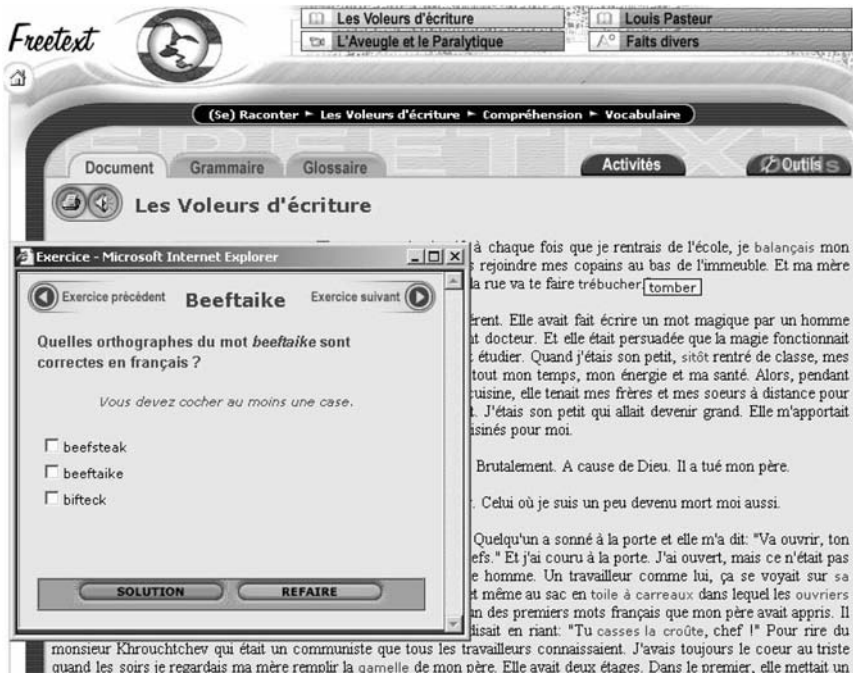 Freetext
Les Voleurs d'écriture
Louis Pasteur
L'Aveugle et le Paralytique
Faits divers
(Se) Raconter ► Les Voleurs d'écriture ► Compréhension ► Vocabulaire
Document
Grammaire
Glossaire
Activités
Outils
Les Voleurs d'écriture
Exercice - Microsoft Internet Explorer
Exercice précédent
Beeftaike
Exercice suivant
Quelles orthographes du mot beeftaike sont
correctes en français ?
Vous devez cocher au moins une case.
beefsteak
beeftaike
bifteck
SOLUTION
REFAIRE
à chaque fois que je rentrais de l'école, je balançais mon
rejoindre mes copains au bas de l'immeuble. Et ma mère
la rue va te faire trébucher.
tomber
érent. Elle avait fait écrire un mot magique par un homme
nt docteur. Et elle était persuadée que la magie fonctionnait
étudier. Quand j'étais son petit, sitôt rentré de classe, mes
tout mon temps, mon énergie et ma santé. Alors, pendant
cuisine, elle tenait mes frères et mes soeurs à distance pour
t. J'étais son petit qui allait devenir grand. Elle m'apportait
isinés pour moi.
Brutalement. A cause de Dieu. Il a tué mon père.
. Celui où je suis un peu devenu mort moi aussi.
Quelqu'un a sonné à la porte et elle m'a dit: "Va ouvrir, ton
efs." Et j'ai couru à la porte. J'ai ouvert, mais ce n'était pas
e homme. Un travailleur comme lui, ça se voyait sur sa
et même au sac en toile à carreaux dans lequel les ouvriers
un des premiers mots français que mon père avait appris. Il
disait en riant: "Tu casses la croûte, chef !" Pour rire du
monsieur Khrouchtchev qui était un communiste que tous les travailleurs connaissaient. J'avais toujours le coeur au triste
quand les soirs je regardais ma mère remplir la gamelle de mon père. Elle avait deux étages. Dans le premier, elle mettait un